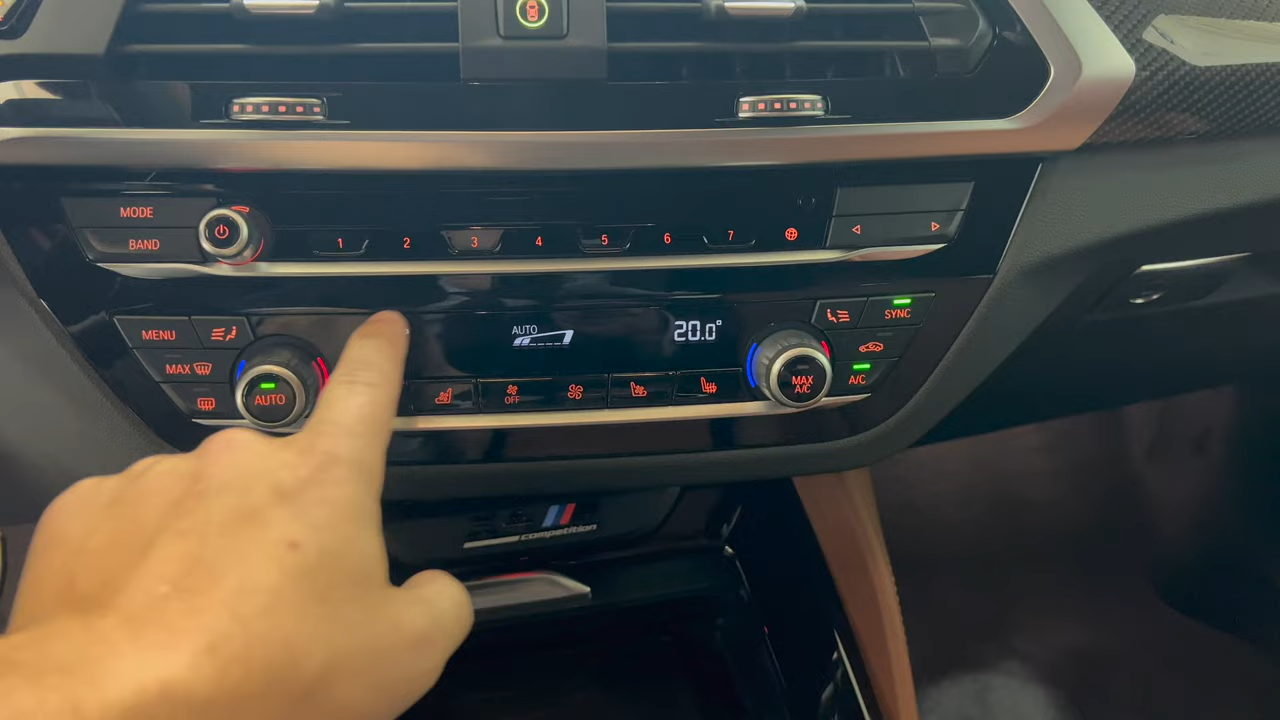 MODE
BAND
1 2 3 4 5 6 7
MENU
MAX
AUTO
AUTO
20.0°
OFF
MAX A/C
SYNC
A/C
competition